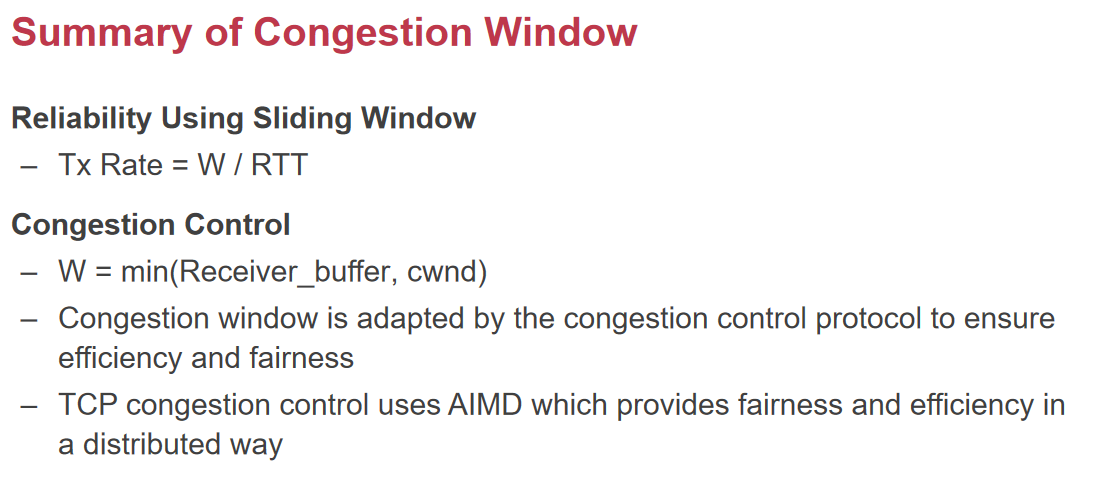 Summary of Congestion Window
Reliability Using Sliding Window
– Tx Rate = W / RTT
Congestion Control
– W = min(Receiver_buffer, cwnd)
– Congestion window is adapted by the congestion control protocol to ensure
efficiency and fairness
– TCP congestion control uses AIMD which provides fairness and efficiency in
a distributed way